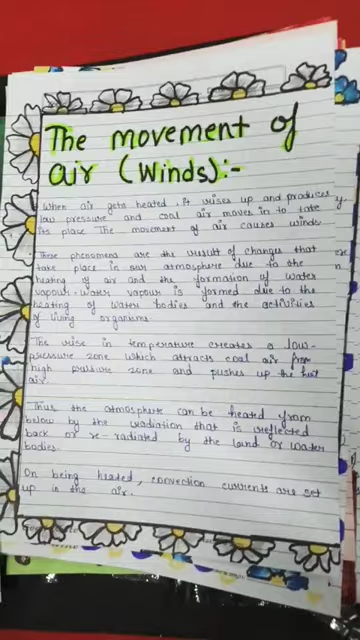 The movement of
air (Winds):-
When air gets heated, it rises up and produces
low pressure and coal air moves in to take
its place The movement of air causes winds
These phenomena are the result of changes that
take place in our atmosphere due to the
heating of air and the formation of water
vapour. water vapour is formed due to the
heating of water bodies and the activities
of living organisms.
The rise in temperature creates a low-
pressure zone which attracts coal air from
high pressure zone and pushes up the hot
air.
Thus the atmosphere can be heated from
below by the radiation that is reflected
back or re-radiated by the land or water
bodies.
On being heated, convection currents are set
up in the air.